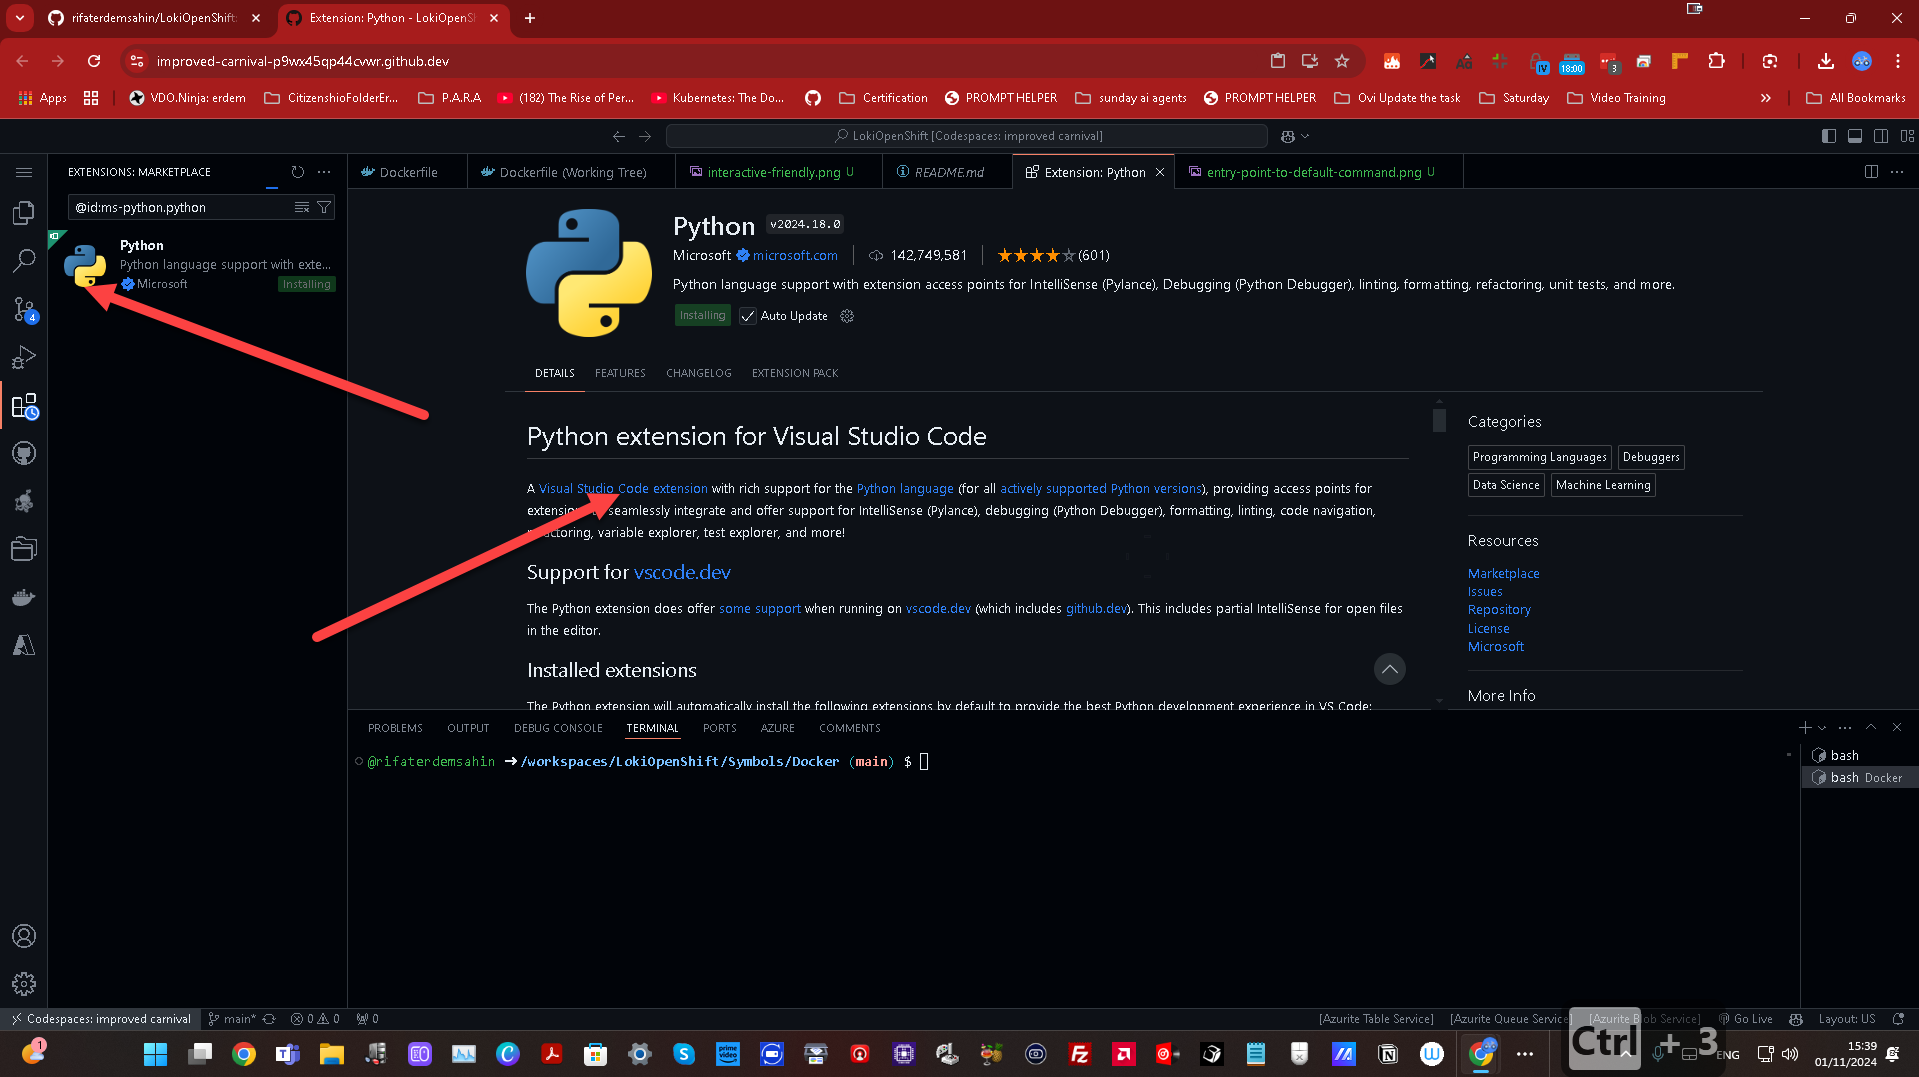 rifaterdemsahin/LokiOpenShift
Extension: Python - LokiOpenSh
improved-carnival-p9wx45qp44cvwr.github.dev
IV
18:00
3
Apps
VDO.Ninja: erdem
CitizenshioFolderEr...
P.A.R.A
(182) The Rise of Per...
Kubernetes: The Do...
Certification
PROMPT HELPER
sunday ai agents
PROMPT HELPER
Ovi Update the task
Saturday
Video Training
All Bookmarks
LokiOpenShift [Codespaces: improved carnival]
EXTENSIONS: MARKETPLACE
@id:ms-python.python
Python
Python language support with exte...
Microsoft
Installing
4
Dockerfile
Dockerfile (Working Tree)
interactive-friendly.png U
README.md
Extension: Python
entry-point-to-default-command.png U
Python v2024.18.0
Microsoft microsoft.com 142,749,581 (601)
Python language support with extension access points for IntelliSense (Pylance), Debugging (Python Debugger), linting, formatting, refactoring, unit tests, and more.
Installing Auto Update
DETAILS FEATURES CHANGELOG EXTENSION PACK
Python extension for Visual Studio Code
A Visual Studio Code extension with rich support for the Python language (for all actively supported Python versions), providing access points for
seamlessly integrate and offer support for IntelliSense (Pylance), debugging (Python Debugger), formatting, linting, code navigation,
variable explorer, test explorer, and more!
Support for vscode.dev
The Python extension does offer some support when running on vscode.dev (which includes github.dev). This includes partial IntelliSense for open files
in the editor.
Installed extensions
The Python extension will automatically install the following extensions by default to provide the best Python development experience in VS Code:
Categories
Programming Languages
Debuggers
Data Science
Machine Learning
Resources
Marketplace
Issues
Repository
License
Microsoft
More Info
PROBLEMS OUTPUT DEBUG CONSOLE TERMINAL PORTS AZURE COMMENTS
@rifaterdemsahin ➜ /workspaces/LokiOpenShift/Symbols/Docker (main) $
bash
bash Docker
Codespaces: improved carnival
main*
0 0
0
[Azurite Table Service]
[Azurite Queue Service]
[Azurite Blob Service]
Go Live
Layout: US
Ctrl + 3
1
ENG
15:39
01/11/2024